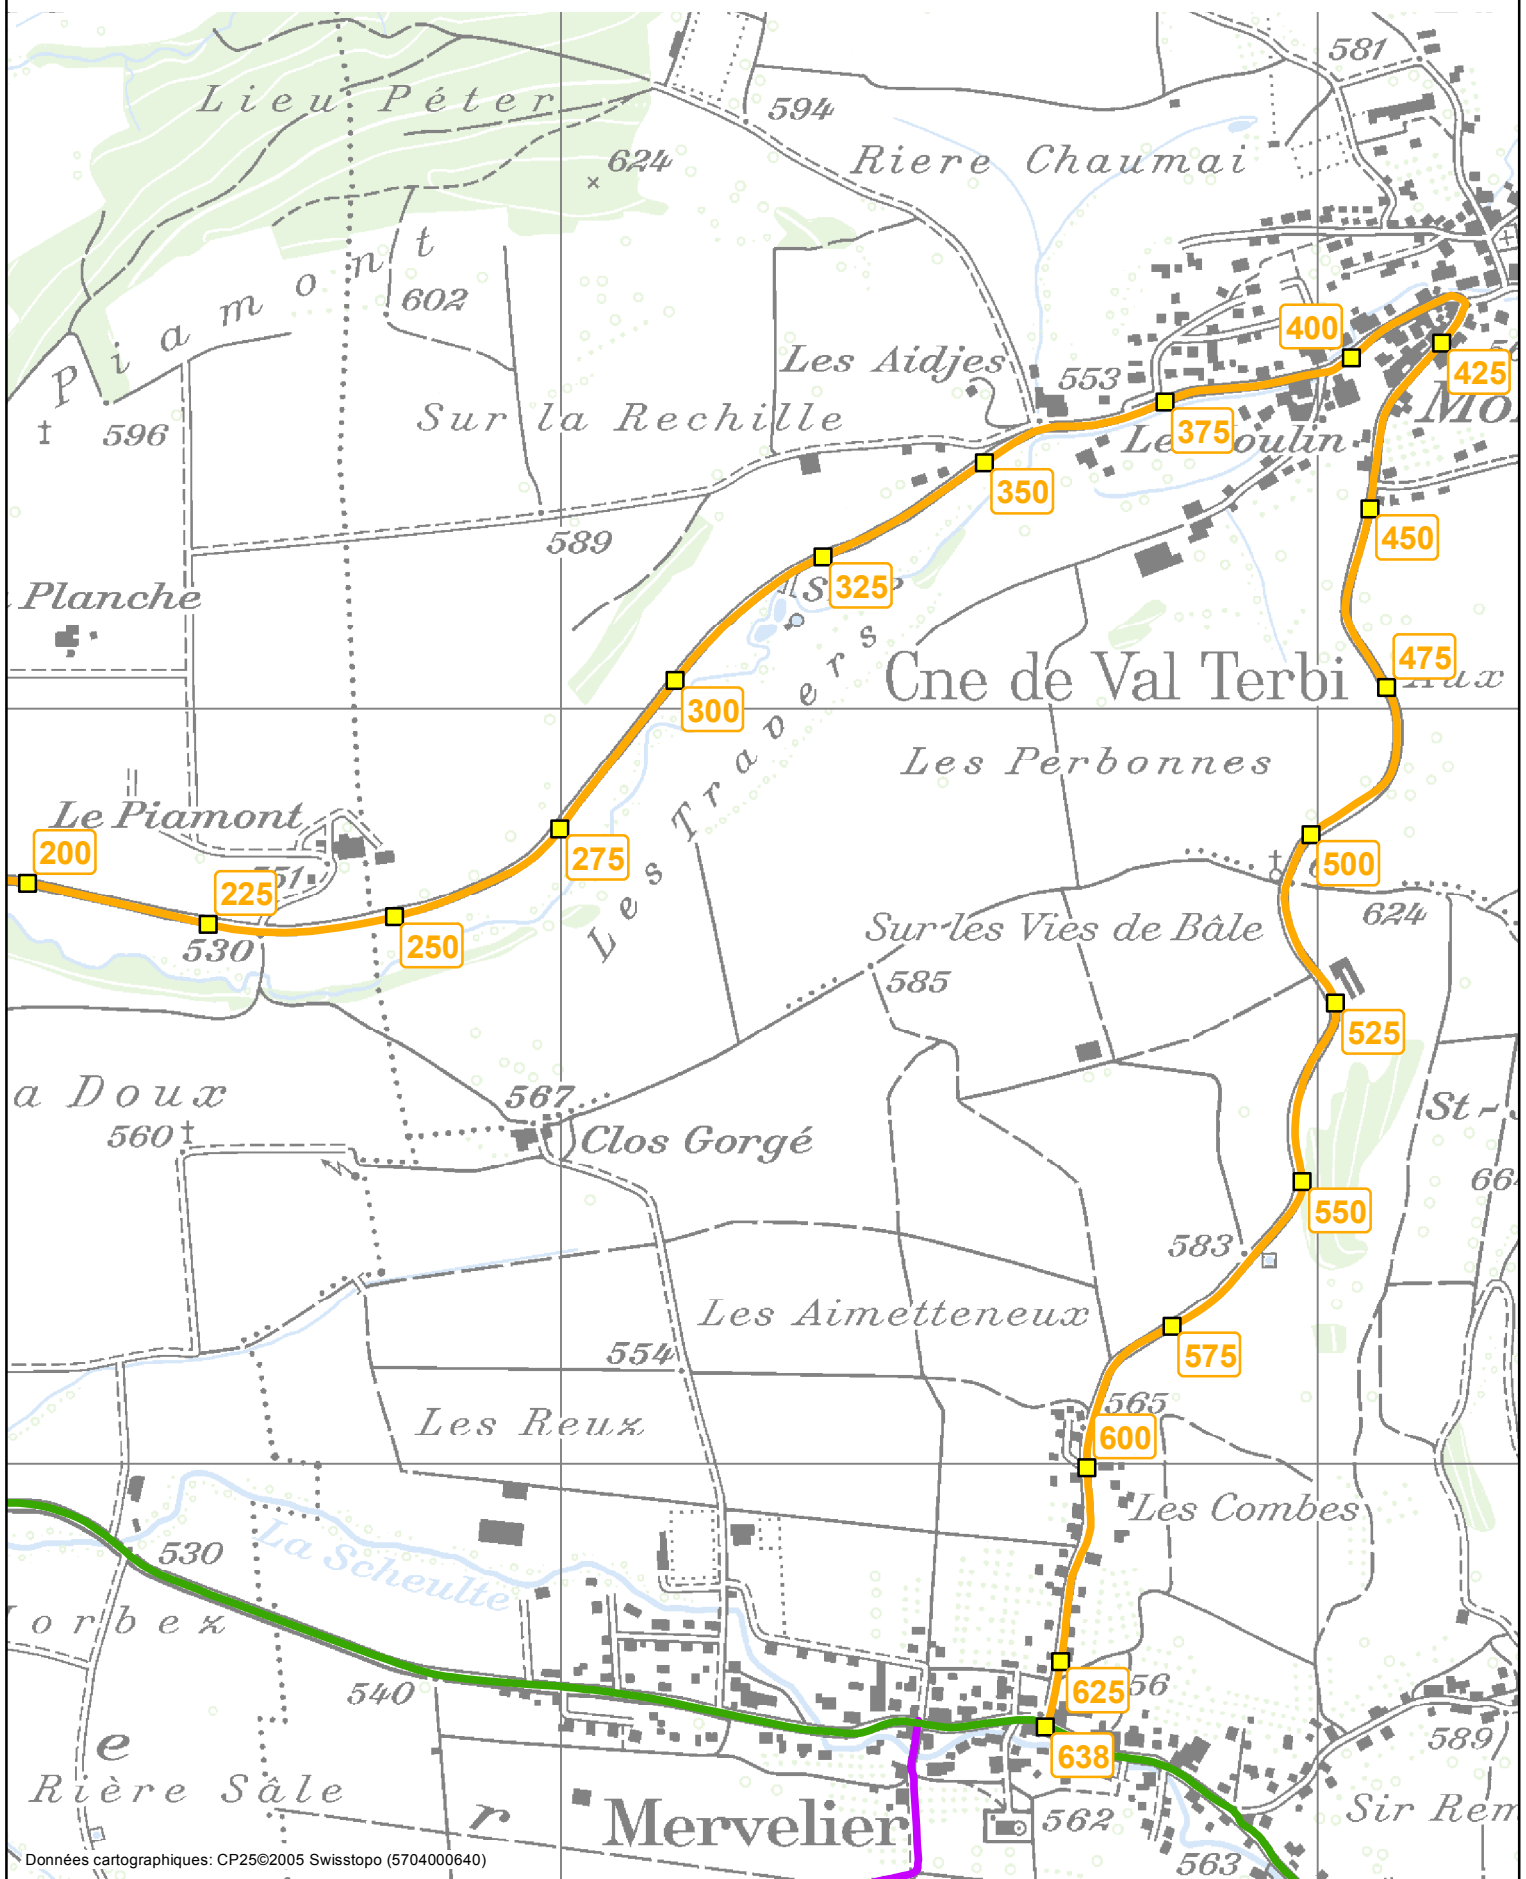 581
Lieu Péter
594
Riere Chaumai
624
Piamont
602
400
Les Aidjes
553
425
Sur la Rechille
596
375
350
589
450
Planche
325
475
Cne de Val Terbi
300
Les Travers
Les Perbonnes
Le Piamont
200
275
500
225
624
Sur les Vies de Bâle
530
250
585
525
a Doux
567
560
Clos Gorgé
St-
550
583
Les Aimetteneux
554
575
565
Les Reux
600
Les Combes
530
La Scheulte
orbez
540
625
56
638
589
e
Rière Sâle
r
Mervelier
562
Sir Rem
563
Données cartographiques: CP25©2005 Swisstopo (5704000640)